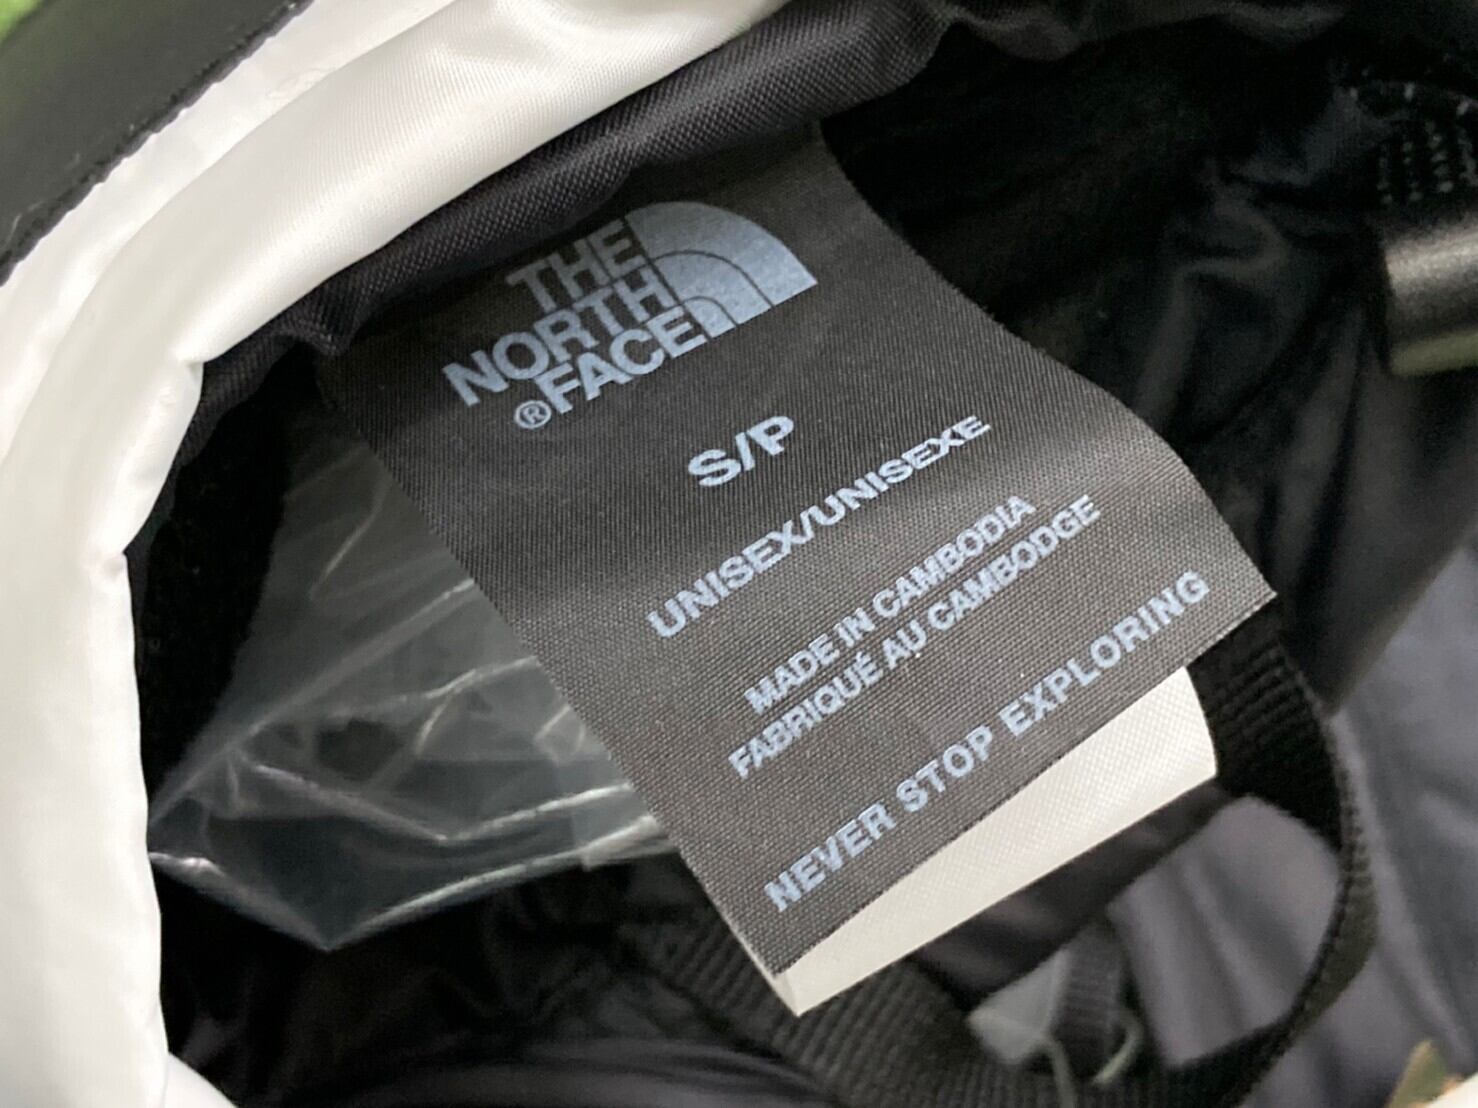 THE
NORTH
FACE
®
S/P
UNISEX/UNISEXE
MADE IN CAMBODIA
FABRIQUÉ AU CAMBODGE
NEVER STOP EXPLORING